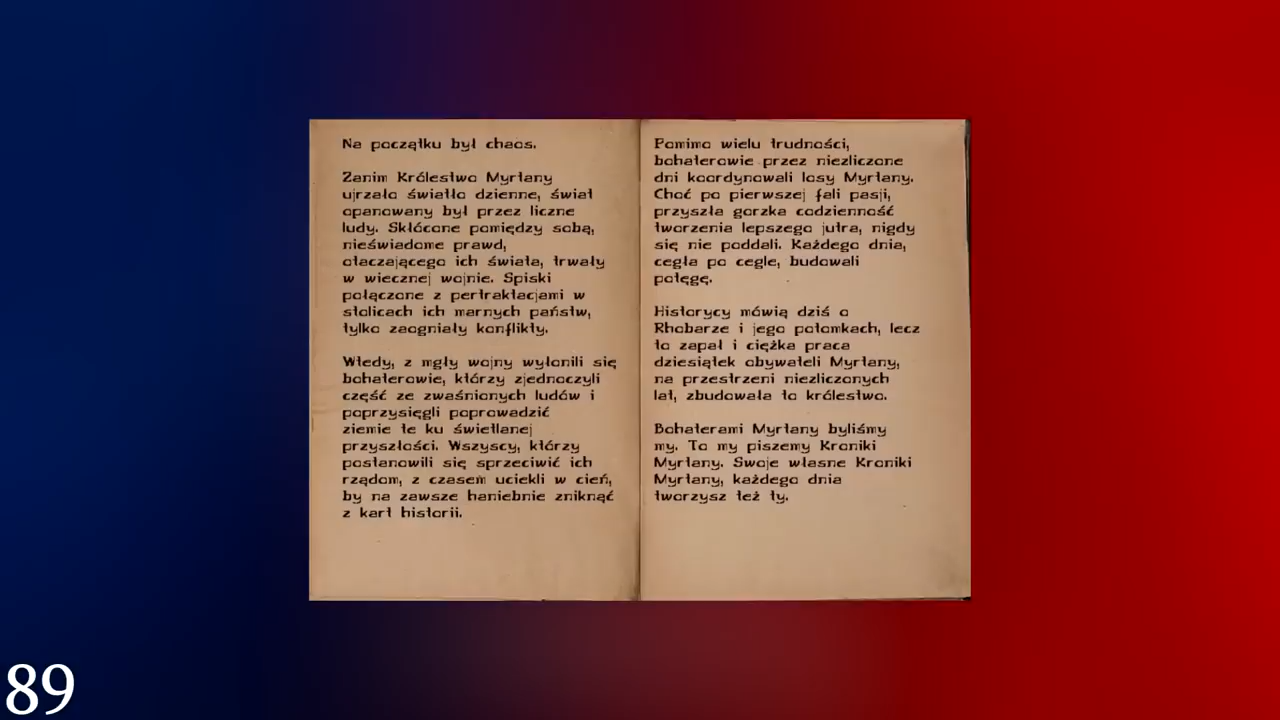 Na początku był chaos.
Zanim Królestwo Myrtany
ujrzało światło dzienne, świat
opanowany był przez liczne
ludy. Skłócone pomiędzy sobą,
nieświadome prawd,
otaczającego ich świata, trwały
w wiecznej wojnie. Spiski
połączone z pertraktacjami w
stolicach ich marnych państw,
tylko zaogniały konflikty.
Wtedy, z mgły wojny wyłonili się
bohaterowie, którzy zjednoczyli
część ze zwaśnionych ludów i
poprzysięgli poprowadzić
ziemie te ku świetlanej
przyszłości. Wszyscy, którzy
postanowili się sprzeciwić ich
rządom, z czasem uciekli w cień,
by na zawsze haniebnie zniknąć
z kart historii.
Pomimo wielu trudności,
bohaterowie przez niezliczone
dni koordynowali losy Myrtany.
Choć po pierwszej fali pasji,
przyszła gorzka codzienność
tworzenia lepszego jutra, nigdy
się nie poddali. Każdego dnia,
cegła po cegle, budowali
potęgę.
Historycy mówią dziś o
Rhobarze i jego potomkach, lecz
to zapał i ciężka praca
dziesiątek obywateli Myrtany,
na przestrzeni niezliczonych
lat, zbudowała to królestwo.
Bohaterami Myrtany byliśmy
my. To my piszemy Kroniki
Myrtany. Swoje własne Kroniki
Myrtany, każdego dnia
tworzysz też ty.
89